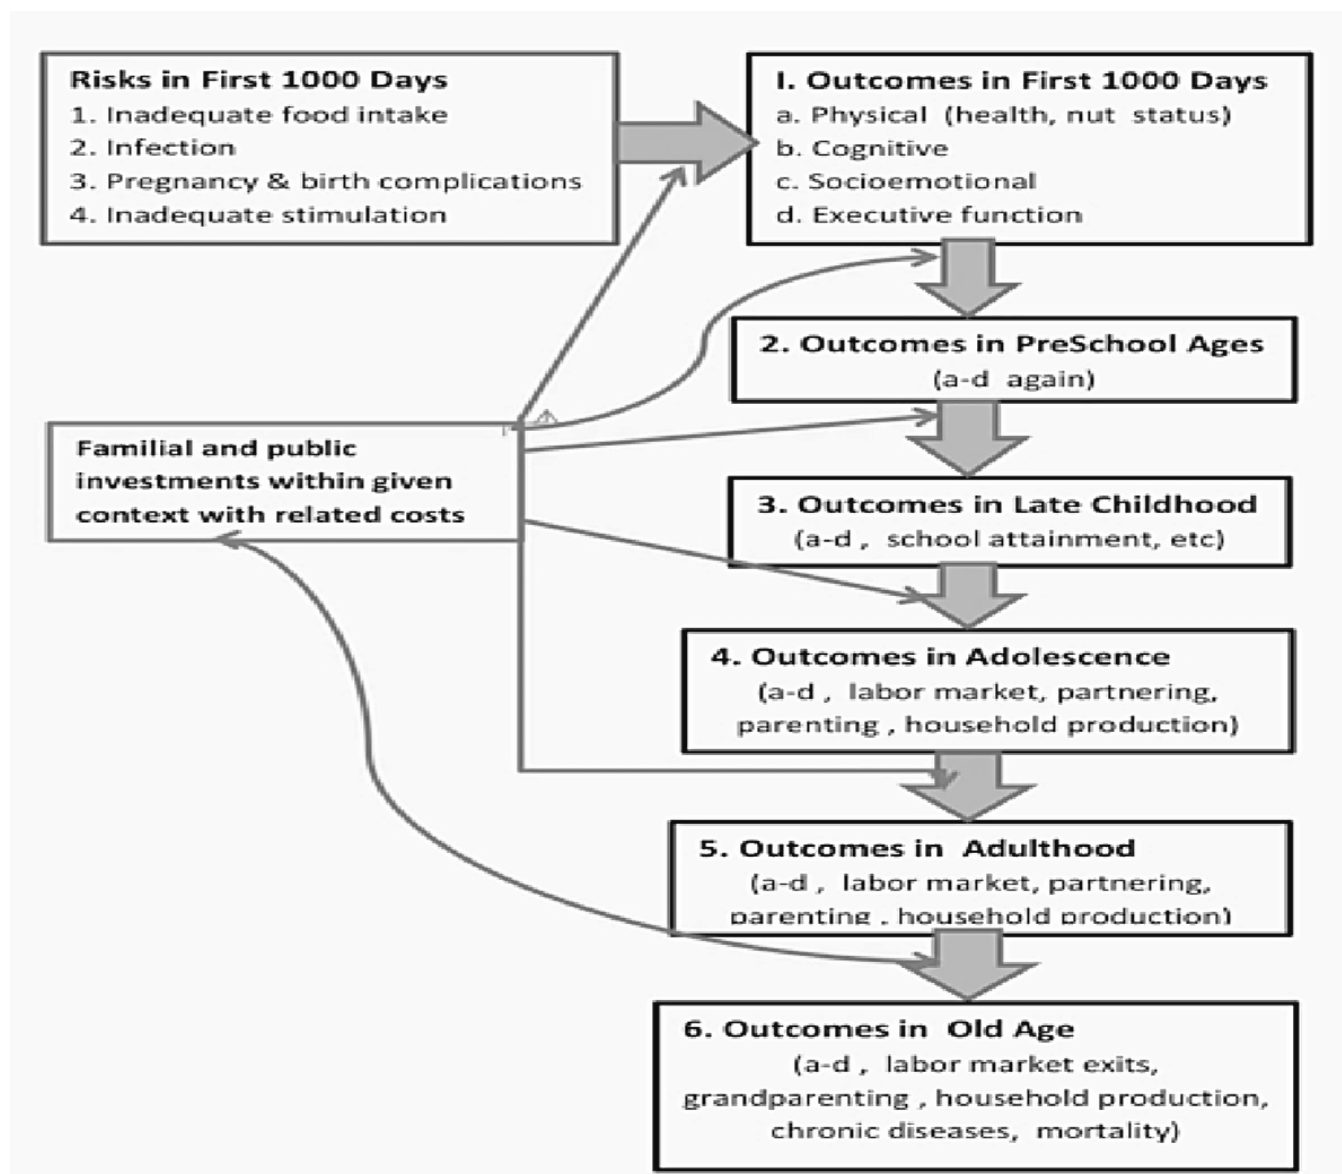 Risks in First 1000 Days
1. Inadequate food intake
2. Infection
3. Pregnancy & birth complications
4. Inadequate stimulation
I. Outcomes in First 1000 Days
a. Physical (health, nut status)
b. Cognitive
c. Socioemotional
d. Executive function
2. Outcomes in PreSchool Ages
(a-d again)
Familial and public
investments within given
context with related costs
3. Outcomes in Late Childhood
(a-d , school attainment, etc)
4. Outcomes in Adolescence
(a-d , labor market, partnering,
parenting , household production)
5. Outcomes in Adulthood
(a-d , labor market, partnering,
parenting , household production)
6. Outcomes in Old Age
(a-d , labor market exits,
grandparenting , household production,
chronic diseases, mortality)